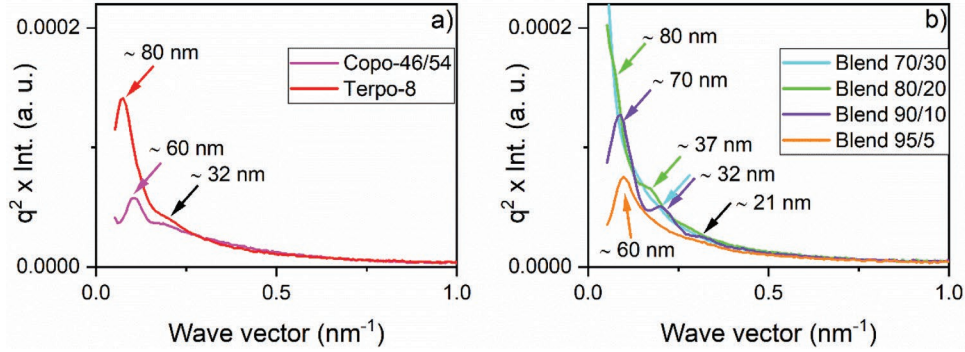 a)
0.0002
~ 80 nm
Copo-46/54
Terpo-8
~ 60 nm
~ 32 nm
0.0000
q² x Int. (a. u.)
0.0 0.5 1.0
Wave vector (nm⁻¹)
b)
0.0002
~ 80 nm
Blend 70/30
Blend 80/20
Blend 90/10
Blend 95/5
~ 70 nm
~ 37 nm
~ 32 nm
~ 21 nm
~ 60 nm
0.0000
q² x Int. (a. u.)
0.0 0.5 1.0
Wave vector (nm⁻¹)